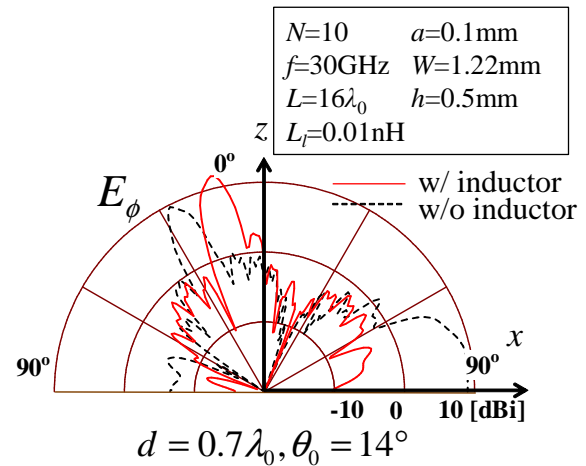 N=10 a=0.1mm
f=30GHz W=1.22mm
L=16λ₀ h=0.5mm
Lₗ=0.01nH
z
0º
w/ inductor
w/o inductor
E_ϕ
x
90º
90º
-10 0 10 [dBi]
d = 0.7λ₀, θ₀ = 14°